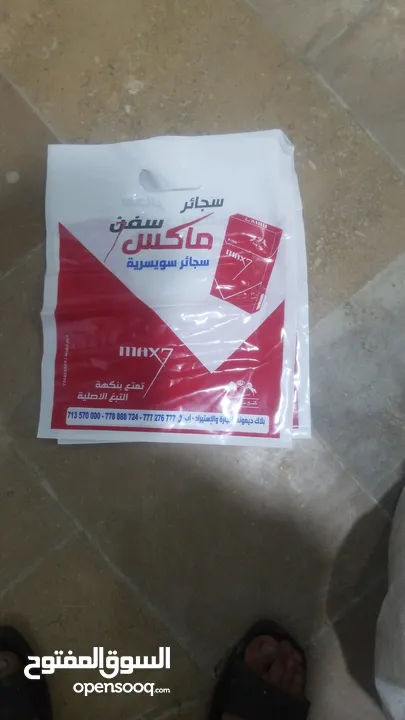 سجائر
ماكس سفن
سجائر سويسرية
max7
max7
تمتع بنكهة
التبغ الاصلية
713 570 000 - 778 888 724 - 777 276 777
السوق المفتوح
opensooq.com